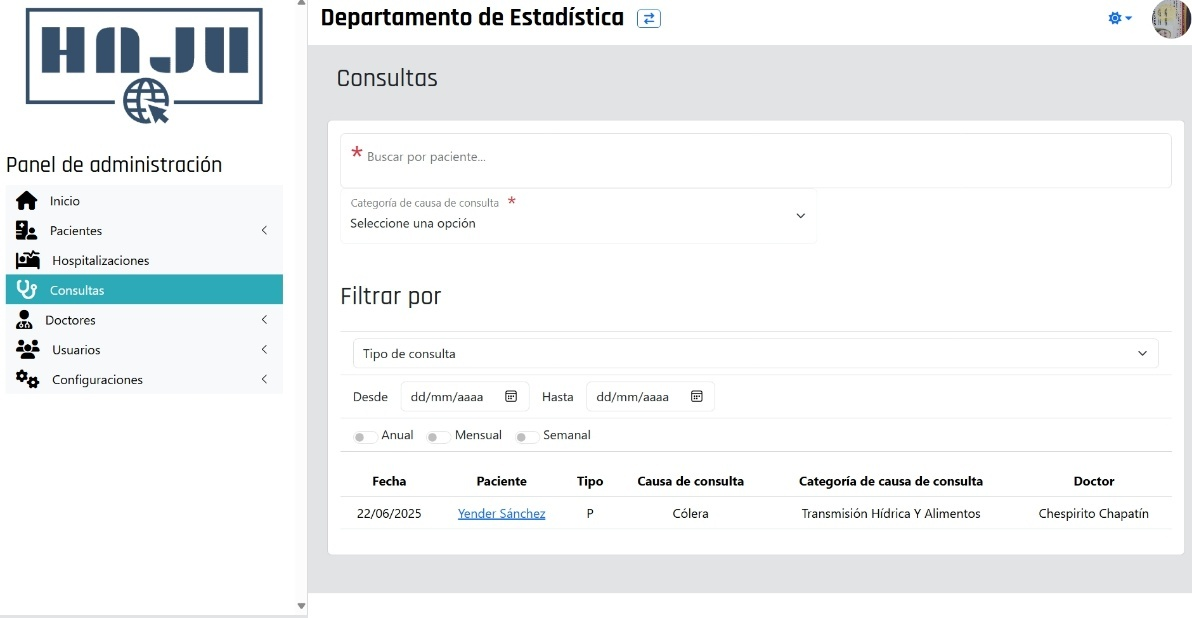 HNJU
Departamento de Estadística
Panel de administración
Inicio
Pacientes
Hospitalizaciones
Consultas
Doctores
Usuarios
Configuraciones
Consultas
* Buscar por paciente...
Categoría de causa de consulta *
Seleccione una opción
Filtrar por
Tipo de consulta
Desde dd/mm/aaaa Hasta dd/mm/aaaa
Anual Mensual Semanal
Fecha Paciente Tipo Causa de consulta Categoría de causa de consulta Doctor
22/06/2025 Yender Sánchez P Cólera Transmisión Hídrica Y Alimentos Chespirito Chapatín